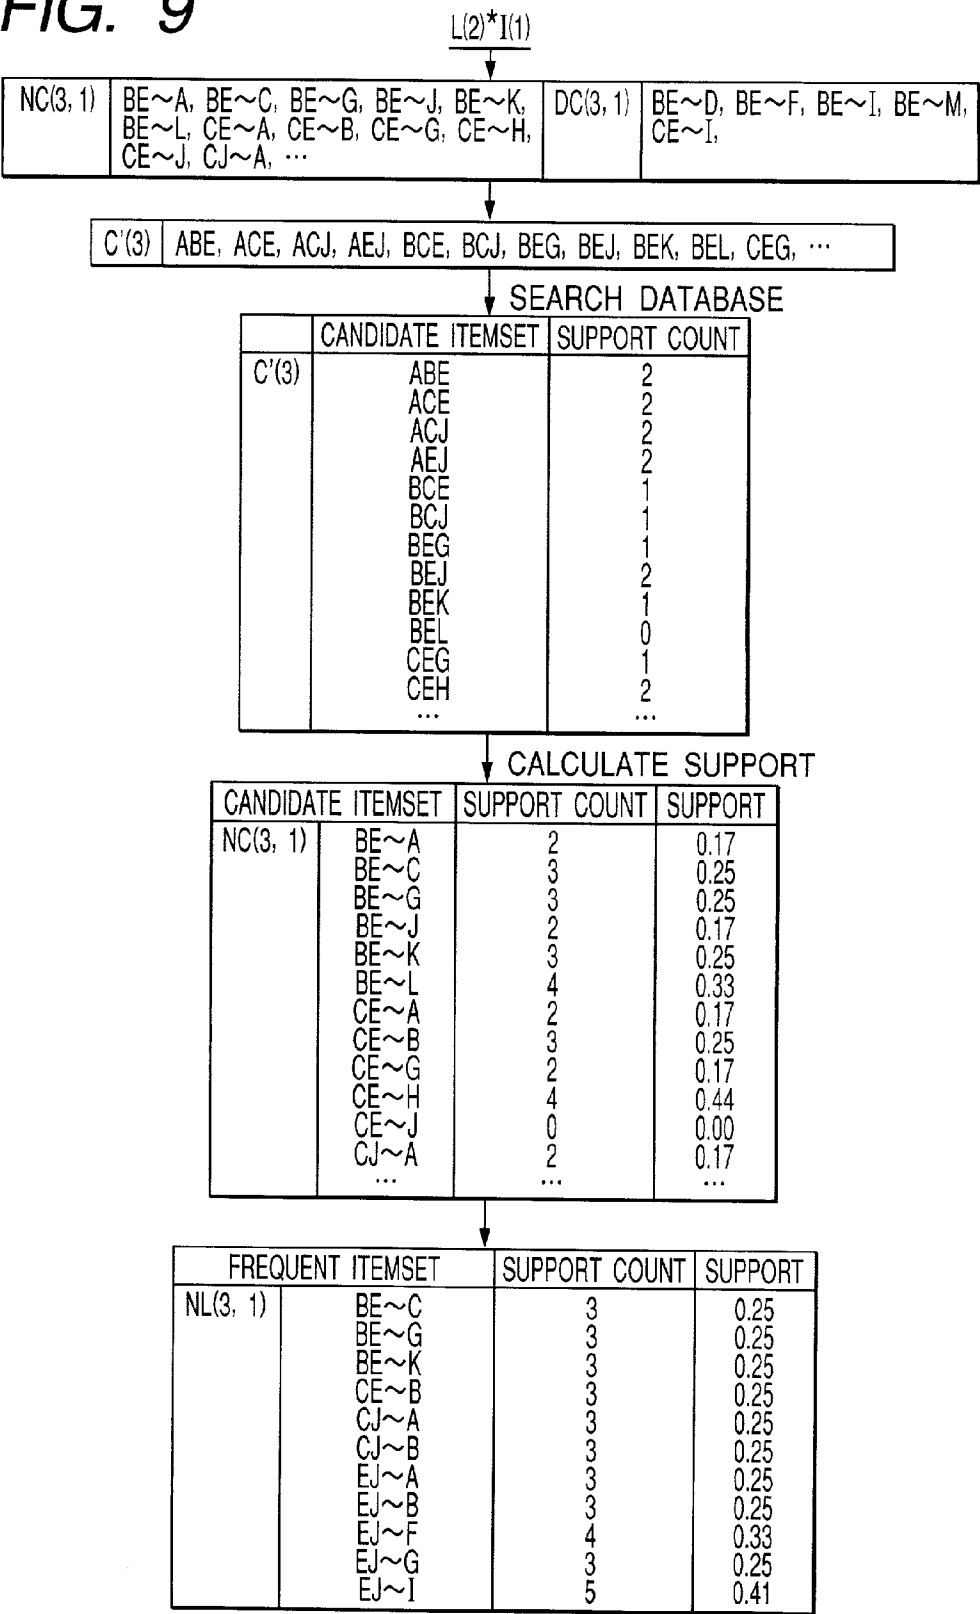 FIG. 9
L(2)*I(1)
NC(3, 1) BE~A, BE~C, BE~G, BE~J, BE~K, DC(3, 1) BE~D, BE~F, BE~I, BE~M,
BE~L, CE~A, CE~B, CE~G, CE~H, CE~I,
CE~J, CJ~A, ···
C'(3) ABE, ACE, ACJ, AEJ, BCE, BCJ, BEG, BEJ, BEK, BEL, CEG, ···
SEARCH DATABASE
CANDIDATE ITEMSET SUPPORT COUNT
C'(3) ABE 2
ACE 2
ACJ 2
AEJ 2
BCE 1
BCJ 1
BEG 1
BEJ 2
BEK 1
BEL 0
CEG 1
CEH 2
··· ···
CALCULATE SUPPORT
CANDIDATE ITEMSET SUPPORT COUNT SUPPORT
NC(3, 1) BE~A 2 0.17
BE~C 3 0.25
BE~G 3 0.25
BE~J 2 0.17
BE~K 3 0.25
BE~L 4 0.33
CE~A 2 0.17
CE~B 3 0.25
CE~G 2 0.17
CE~H 4 0.44
CE~J 0 0.00
CJ~A 2 0.17
··· ··· ···
FREQUENT ITEMSET SUPPORT COUNT SUPPORT
NL(3, 1) BE~C 3 0.25
BE~G 3 0.25
BE~K 3 0.25
CE~B 3 0.25
CJ~A 3 0.25
CJ~B 3 0.25
EJ~A 3 0.25
EJ~B 3 0.25
EJ~F 4 0.33
EJ~G 3 0.25
EJ~I 5 0.41